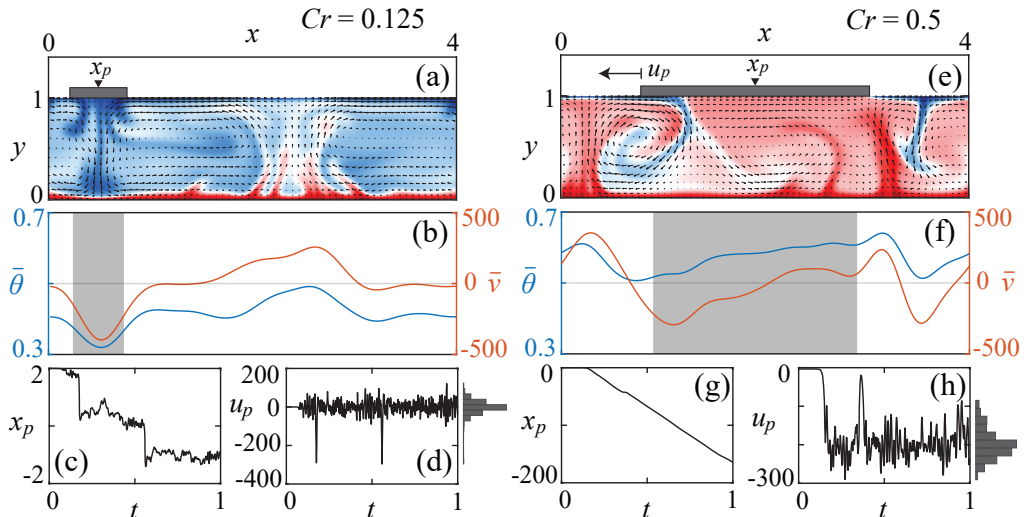 Cr = 0.125
0 x 4
x_p
(a)
1
y
0
0.7 500
(b)
θ̄ 0 v̄
0.3 -500
2
x_p
-2
(c)
0 t 1
200
0
u_p
-200
-400
(d)
0 t 1
Cr = 0.5
0 x 4
u_p x_p
(e)
1
y
0
0.7 500
(f)
θ̄ 0 v̄
0.3 -500
0
x_p
-200
(g)
0 t 1
0
u_p
-300
(h)
0 t 1